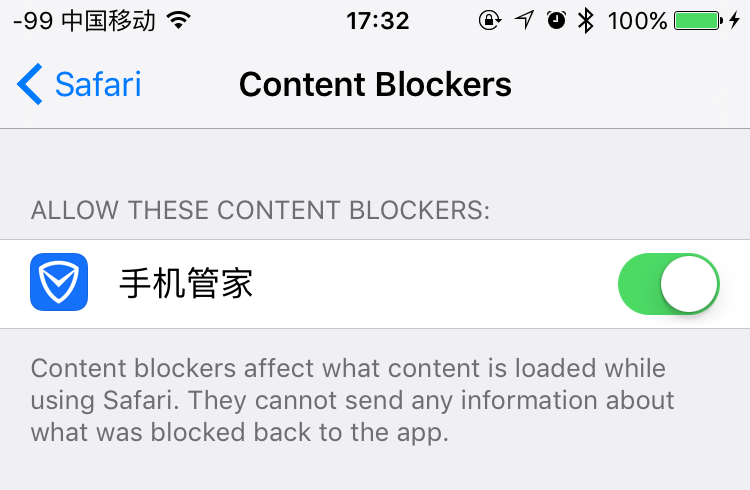 -99 中国移动 17:32 100%
Safari Content Blockers
ALLOW THESE CONTENT BLOCKERS:
手机管家
Content blockers affect what content is loaded while
using Safari. They cannot send any information about
what was blocked back to the app.